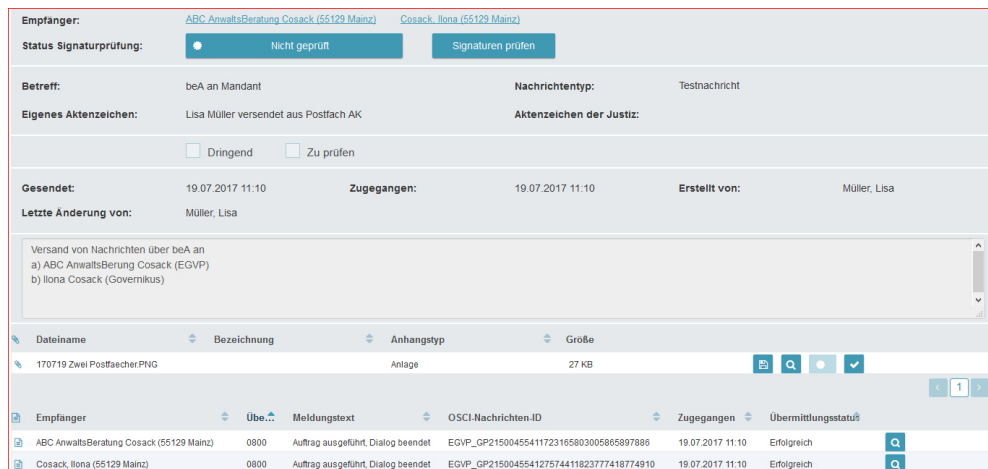 Empfänger: ABC AnwaltsBeratung Cosack (55129 Mainz) Cosack, Ilona (55129 Mainz)
Status Signaturprüfung: Nicht geprüft Signaturen prüfen
Betreff: beA an Mandant Nachrichtentyp: Testnachricht
Eigenes Aktenzeichen: Lisa Müller versendet aus Postfach AK Aktenzeichen der Justiz:
Dringend Zu prüfen
Gesendet: 19.07.2017 11:10 Zugegangen: 19.07.2017 11:10 Erstellt von: Müller, Lisa
Letzte Änderung von: Müller, Lisa
Versand von Nachrichten über beA an
a) ABC AnwaltsBerung Cosack (EGVP)
b) Ilona Cosack (Governikus)
Dateiname Bezeichnung Anhangstyp Größe
170719 Zwei Postfaecher.PNG Anlage 27 KB
1
Empfänger Übe... Meldungstext OSCI-Nachrichten-ID Zugegangen Übermittlungsstatus
ABC AnwaltsBeratung Cosack (55129 Mainz) 0800 Auftrag ausgeführt, Dialog beendet EGVP_GP21500455411723165803005865897886 19.07.2017 11:10 Erfolgreich
Cosack, Ilona (55129 Mainz) 0800 Auftrag ausgeführt, Dialog beendet EGVP_GP215004554127574411823777418774910 19.07.2017 11:10 Erfolgreich